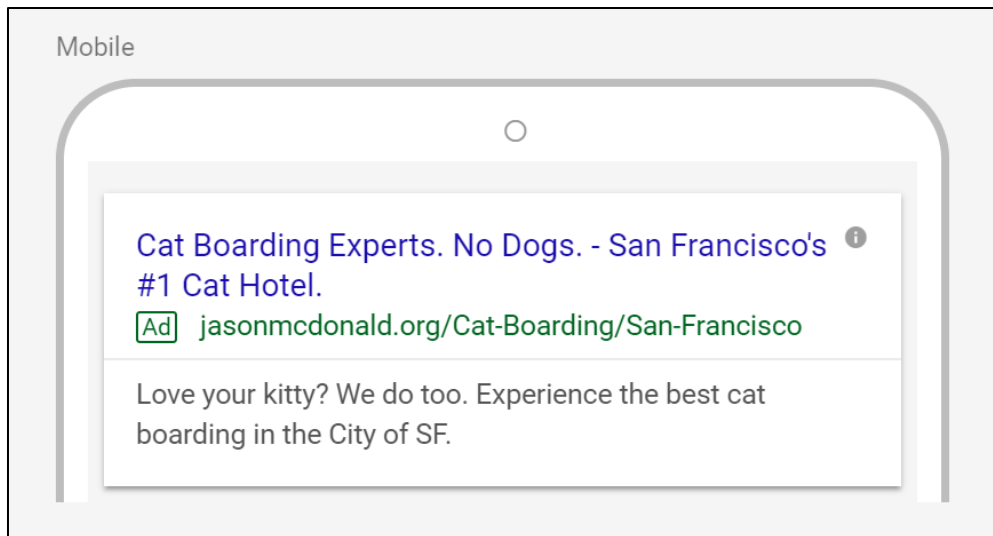 Mobile
Cat Boarding Experts. No Dogs. - San Francisco's
#1 Cat Hotel.
Ad jasonmcdonald.org/Cat-Boarding/San-Francisco
Love your kitty? We do too. Experience the best cat
boarding in the City of SF.